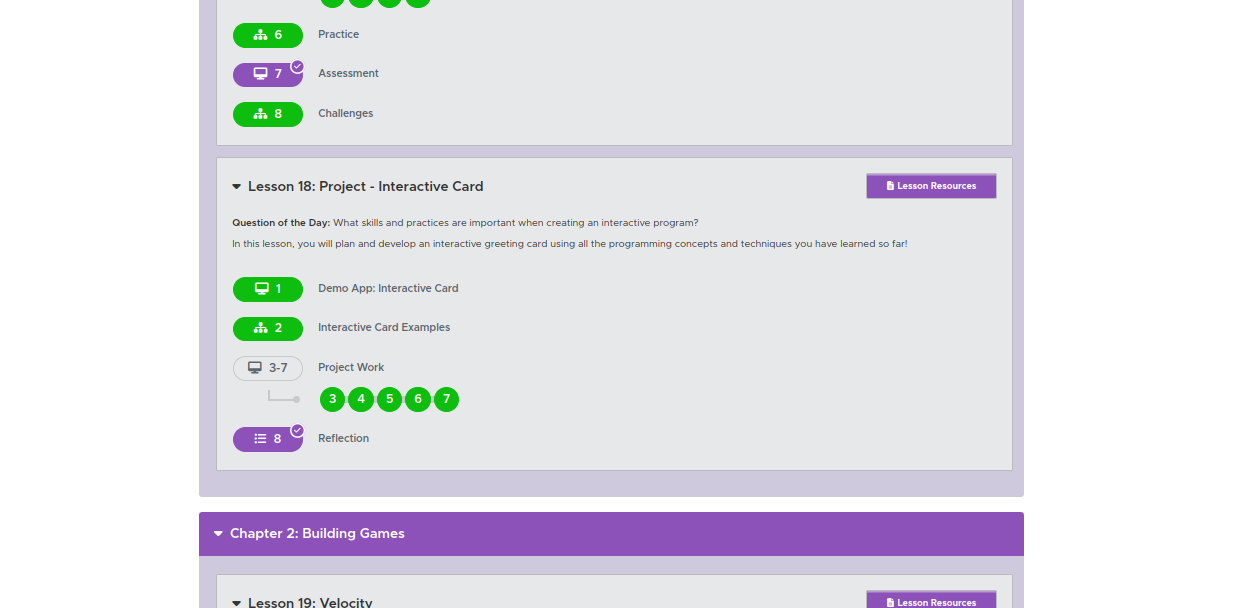 6 Practice
7 Assessment
8 Challenges
Lesson 18: Project - Interactive Card
Lesson Resources
Question of the Day: What skills and practices are important when creating an interactive program?
In this lesson, you will plan and develop an interactive greeting card using all the programming concepts and techniques you have learned so far!
1 Demo App: Interactive Card
2 Interactive Card Examples
3-7 Project Work
3 4 5 6 7
8 Reflection
Chapter 2: Building Games
Lesson 19: Velocity
Lesson Resources